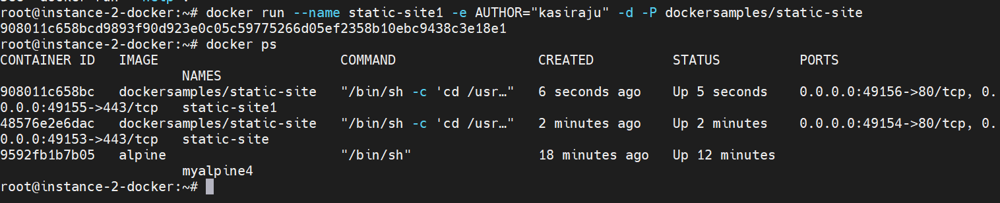 root@instance-2-docker:~# docker run --name static-site1 -e AUTHOR="kasiraju" -d -P dockersamples/static-site
908011c658bcd9893f90d923e0c05c59775266d05ef2358b10ebc9438c3e18e1
root@instance-2-docker:~# docker ps
CONTAINER ID   IMAGE                       COMMAND                  CREATED          STATUS          PORTS
                       NAMES
908011c658bc   dockersamples/static-site   "/bin/sh -c 'cd /usr…"   6 seconds ago    Up 5 seconds    0.0.0.0:49156->80/tcp, 0.
0.0.0:49155->443/tcp   static-site1
48576e2e6dac   dockersamples/static-site   "/bin/sh -c 'cd /usr…"   2 minutes ago    Up 2 minutes    0.0.0.0:49154->80/tcp, 0.
0.0.0:49153->443/tcp   static-site
9592fb1b7b05   alpine                      "/bin/sh"                18 minutes ago   Up 12 minutes
                       myalpine4
root@instance-2-docker:~#